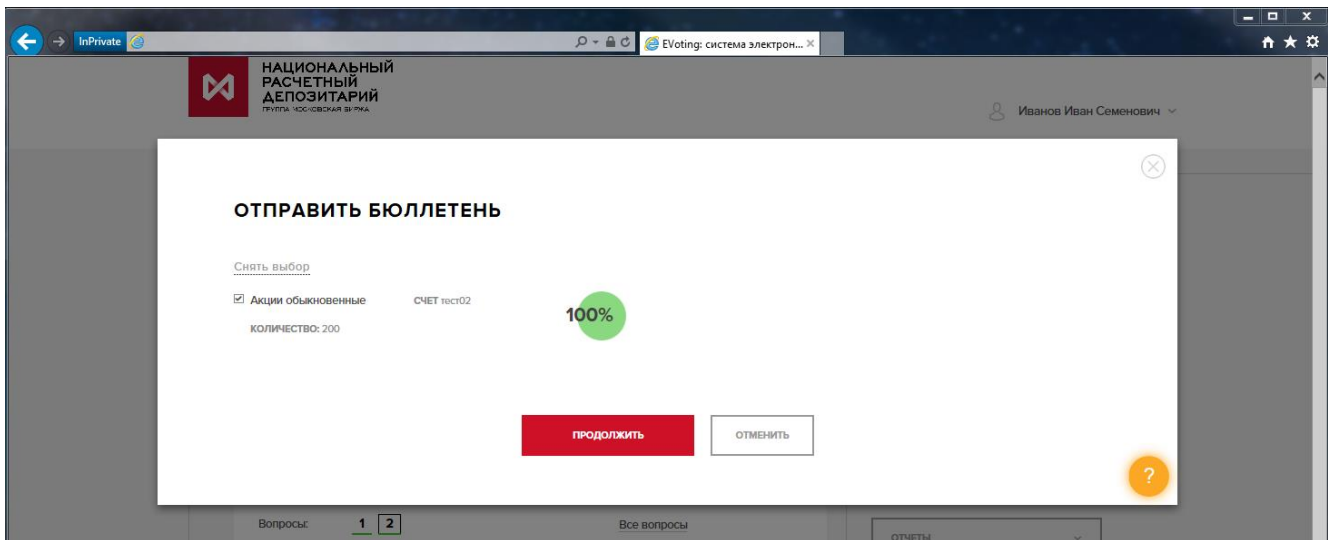 InPrivate
EVoting: система электрон...
НАЦИОНАЛЬНЫЙ
РАСЧЕТНЫЙ
ДЕПОЗИТАРИЙ
ГРУППА МОСКОВСКАЯ БИРЖА
Иванов Иван Семенович
ОТПРАВИТЬ БЮЛЛЕТЕНЬ
Снять выбор
Акции обыкновенные СЧЕТ тест02
100%
КОЛИЧЕСТВО: 200
ПРОДОЛЖИТЬ ОТМЕНИТЬ
?
Вопросы: 1 2 Все вопросы
ОТЧЕТЫ